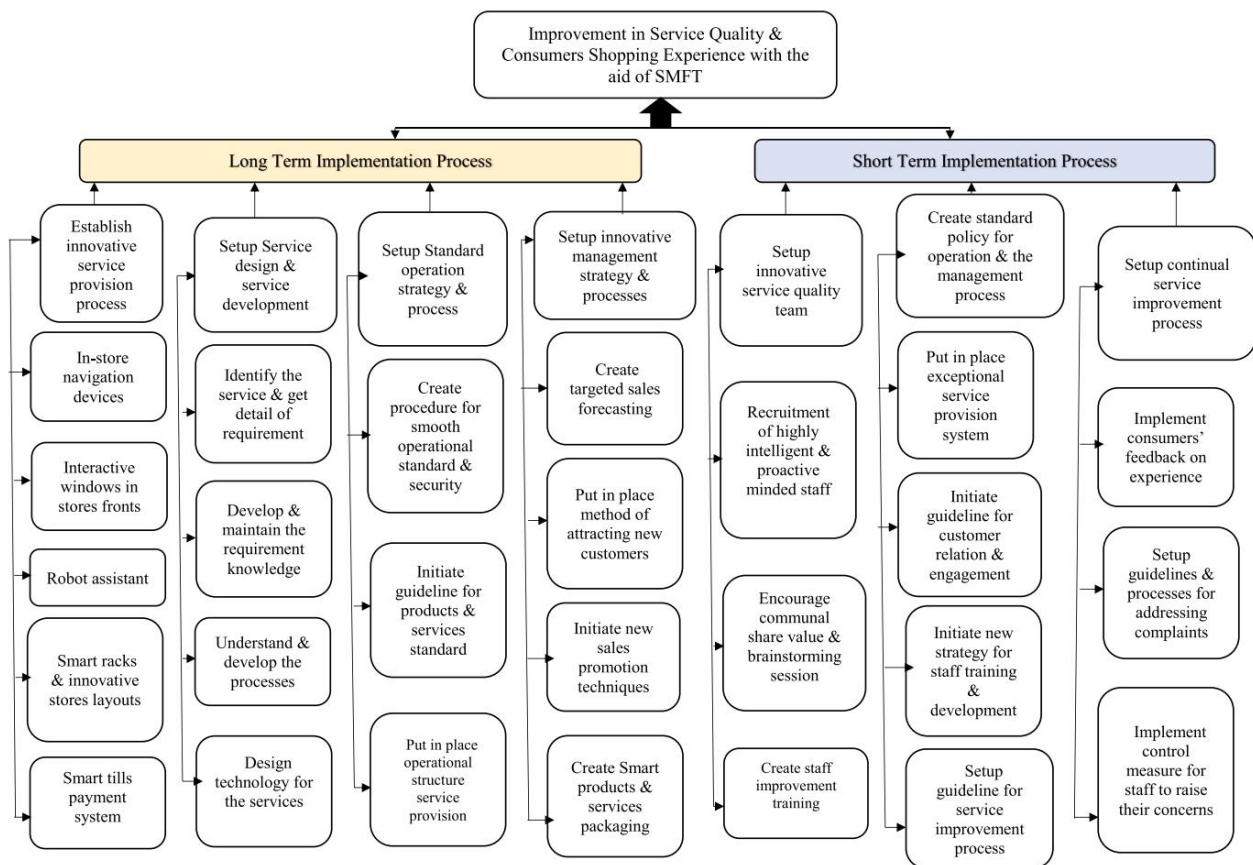 Improvement in Service Quality &
Consumers Shopping Experience with the
aid of SMFT
Long Term Implementation Process
Short Term Implementation Process
Establish
innovative
service
provision
process
In-store
navigation
devices
Interactive
windows in
stores fronts
Robot assistant
Smart racks
& innovative
stores layouts
Smart tills
payment
system
Setup Service
design &
service
development
Identify the
service & get
detail of
requirement
Develop &
maintain the
requirement
knowledge
Understand &
develop the
processes
Design
technology for
the services
Setup Standard
operation
strategy &
process
Create
procedure for
smooth
operational
standard &
security
Initiate
guideline for
products &
services
standard
Put in place
operational
structure
service
provision
Setup innovative
management
strategy &
processes
Create
targeted sales
forecasting
Put in place
method of
attracting new
customers
Initiate new
sales
promotion
techniques
Create Smart
products &
services
packaging
Setup
innovative
service quality
team
Recruitment
of highly
intelligent &
proactive
minded staff
Encourage
communal
share value &
brainstorming
session
Create staff
improvement
training
Create standard
policy for
operation & the
management
process
Put in place
exceptional
service
provision
system
Initiate
guideline for
customer
relation &
engagement
Initiate new
strategy for
staff training
&
development
Setup
guideline for
service
improvement
process
Setup continual
service
improvement
process
Implement
consumers’
feedback on
experience
Setup
guidelines &
processes for
addressing
complaints
Implement
control
measure for
staff to raise
their concerns